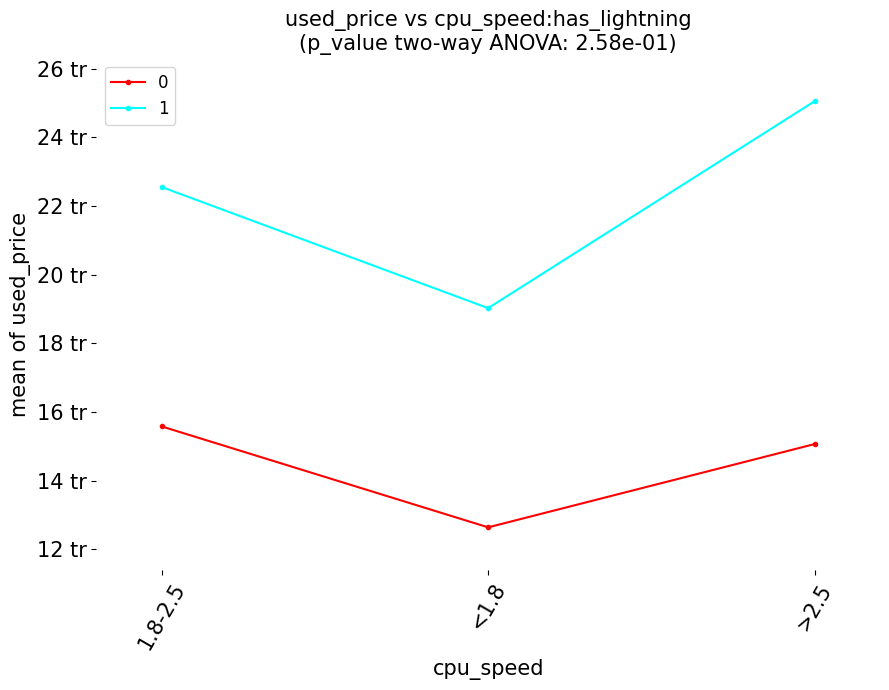 used_price vs cpu_speed:has_lightning
(p_value two-way ANOVA: 2.58e-01)
0
1
26 tr
24 tr
22 tr
20 tr
18 tr
16 tr
14 tr
12 tr
mean of used_price
1.8-2.5
<1.8
>2.5
cpu_speed